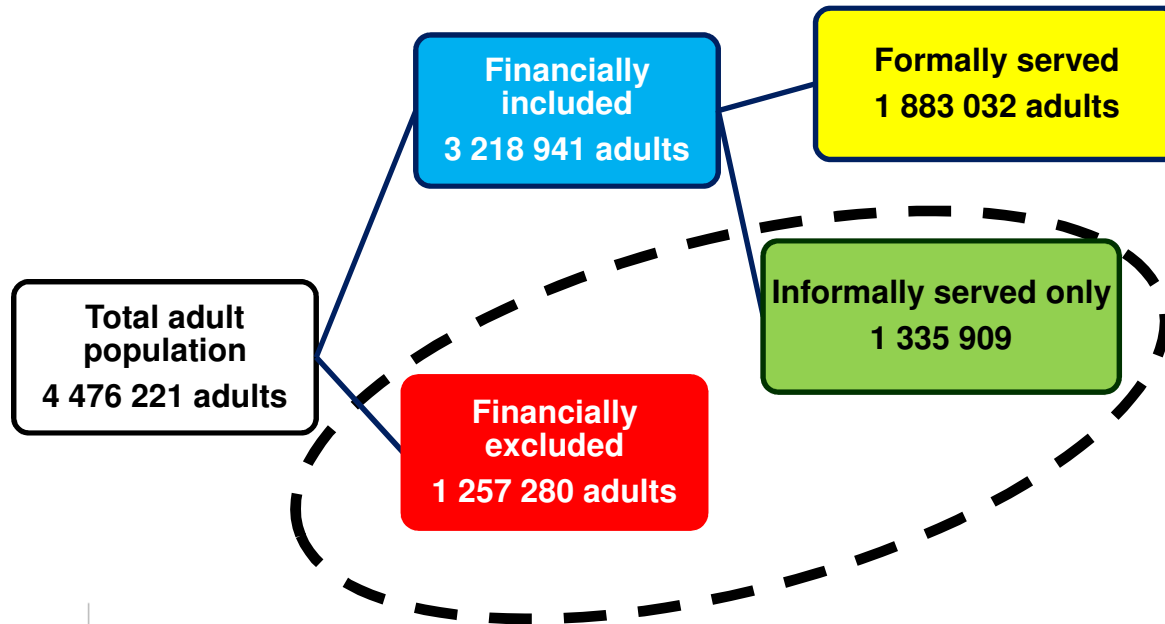 Financially
included
3 218 941 adults
Formally served
1 883 032 adults
Informally served only
1 335 909
Total adult
population
4 476 221 adults
Financially
excluded
1 257 280 adults